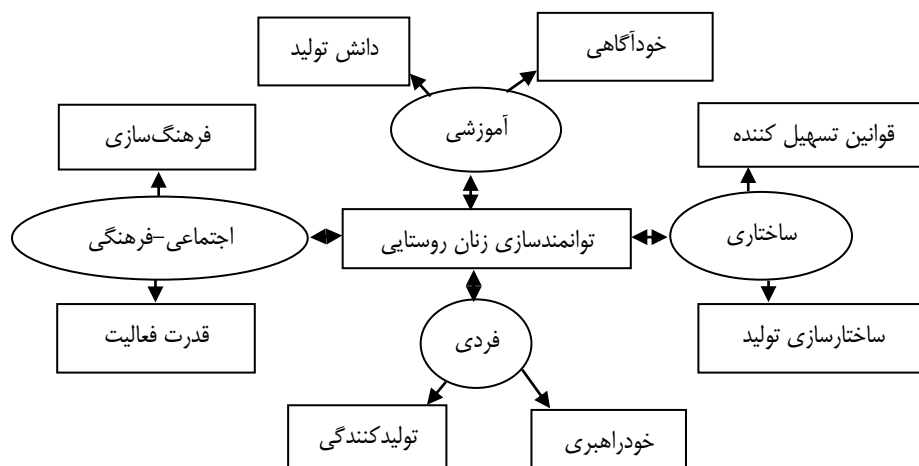 خودآگاهی
دانش تولید
آموزشی
قوانین تسهیل کننده
فرهنگ‌سازی
ساختاری
توانمندسازی زنان روستایی
اجتماعی-فرهنگی
ساختارسازی تولید
فردی
قدرت فعالیت
خودراهبری
تولیدکنندگی